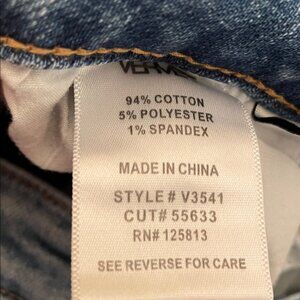 94% COTTON
5% POLYESTER
1% SPANDEX
MADE IN CHINA
STYLE# V3541
CUT# 55633
RN# 125813
SEE REVERSE FOR CARE